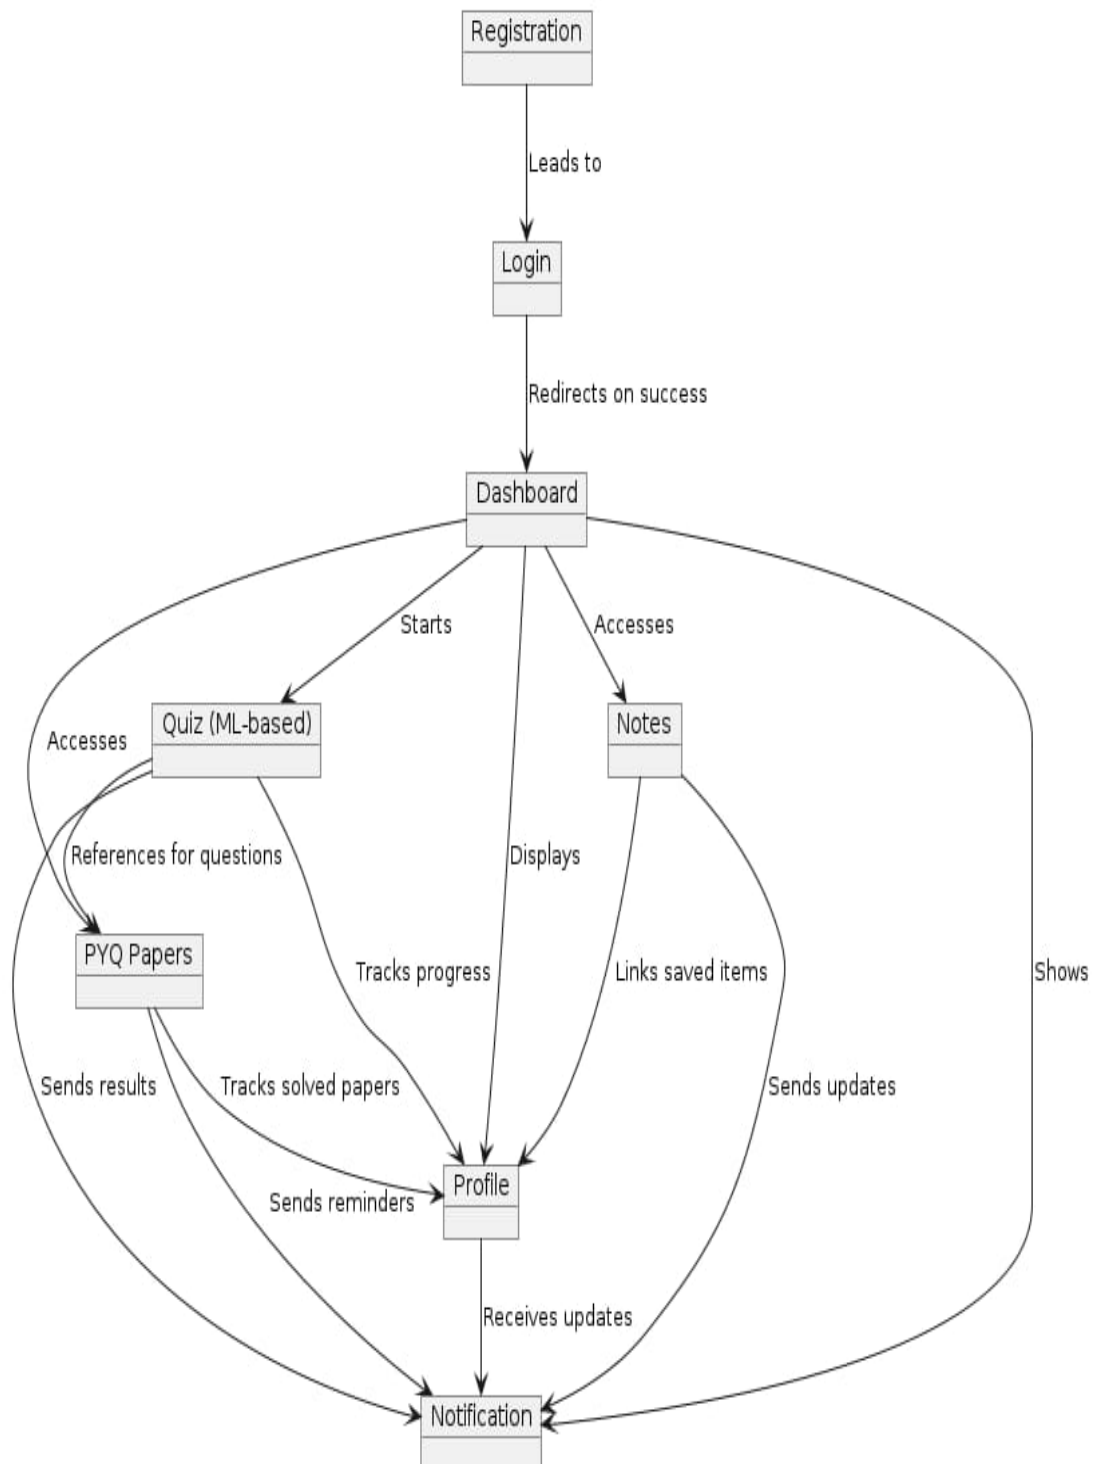 Registration
Leads to
Login
Redirects on success
Dashboard
Starts
Accesses
Quiz (ML-based)
Notes
Accesses
References for questions
Displays
PYQ Papers
Tracks progress
Links saved items
Shows
Sends results
Tracks solved papers
Sends updates
Profile
Sends reminders
Receives updates
Notification